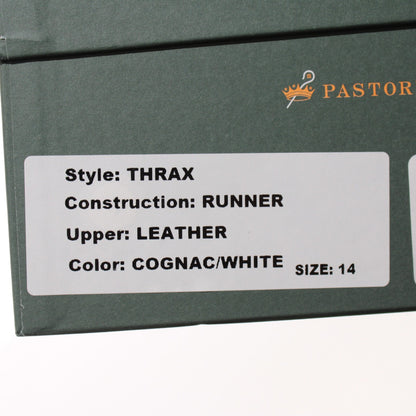 PASTOR
Style: THRAX
Construction: RUNNER
Upper: LEATHER
Color: COGNAC/WHITE SIZE: 14